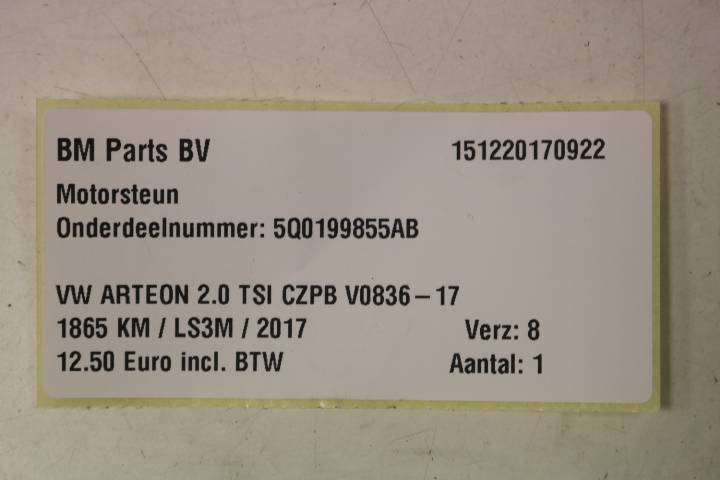 BM Parts BV 151220170922
Motorsteun
Onderdeelnummer: 5Q0199855AB
VW ARTEON 2.0 TSI CZPB V0836-17
1865 KM / LS3M / 2017 Verz: 8
12.50 Euro incl. BTW Aantal: 1